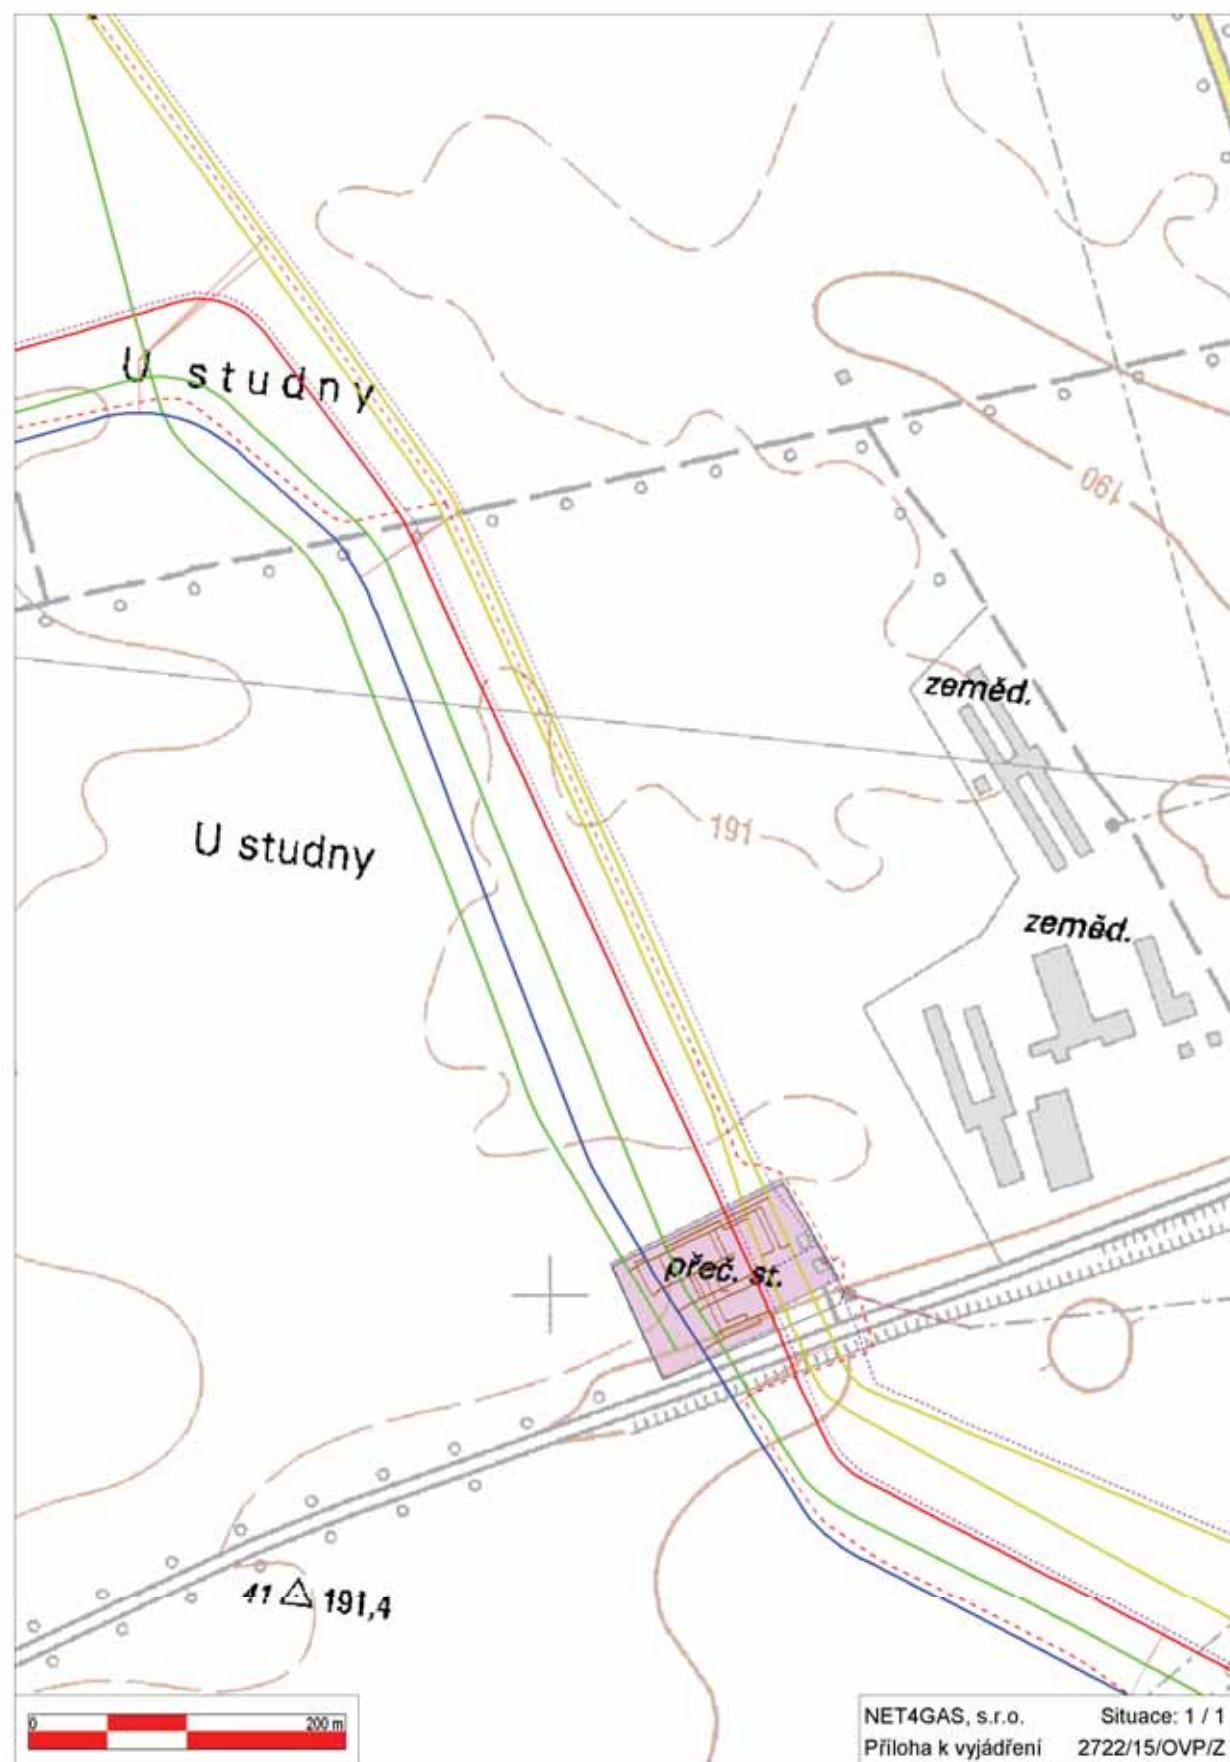 U studny
190
zeměd.
191
U studny
zeměd.
přeč. st.
41 191,4
0 200 m
NET4GAS, s.r.o. Situace: 1 / 1
Příloha k vyjádření 2722/15/OVP/Z